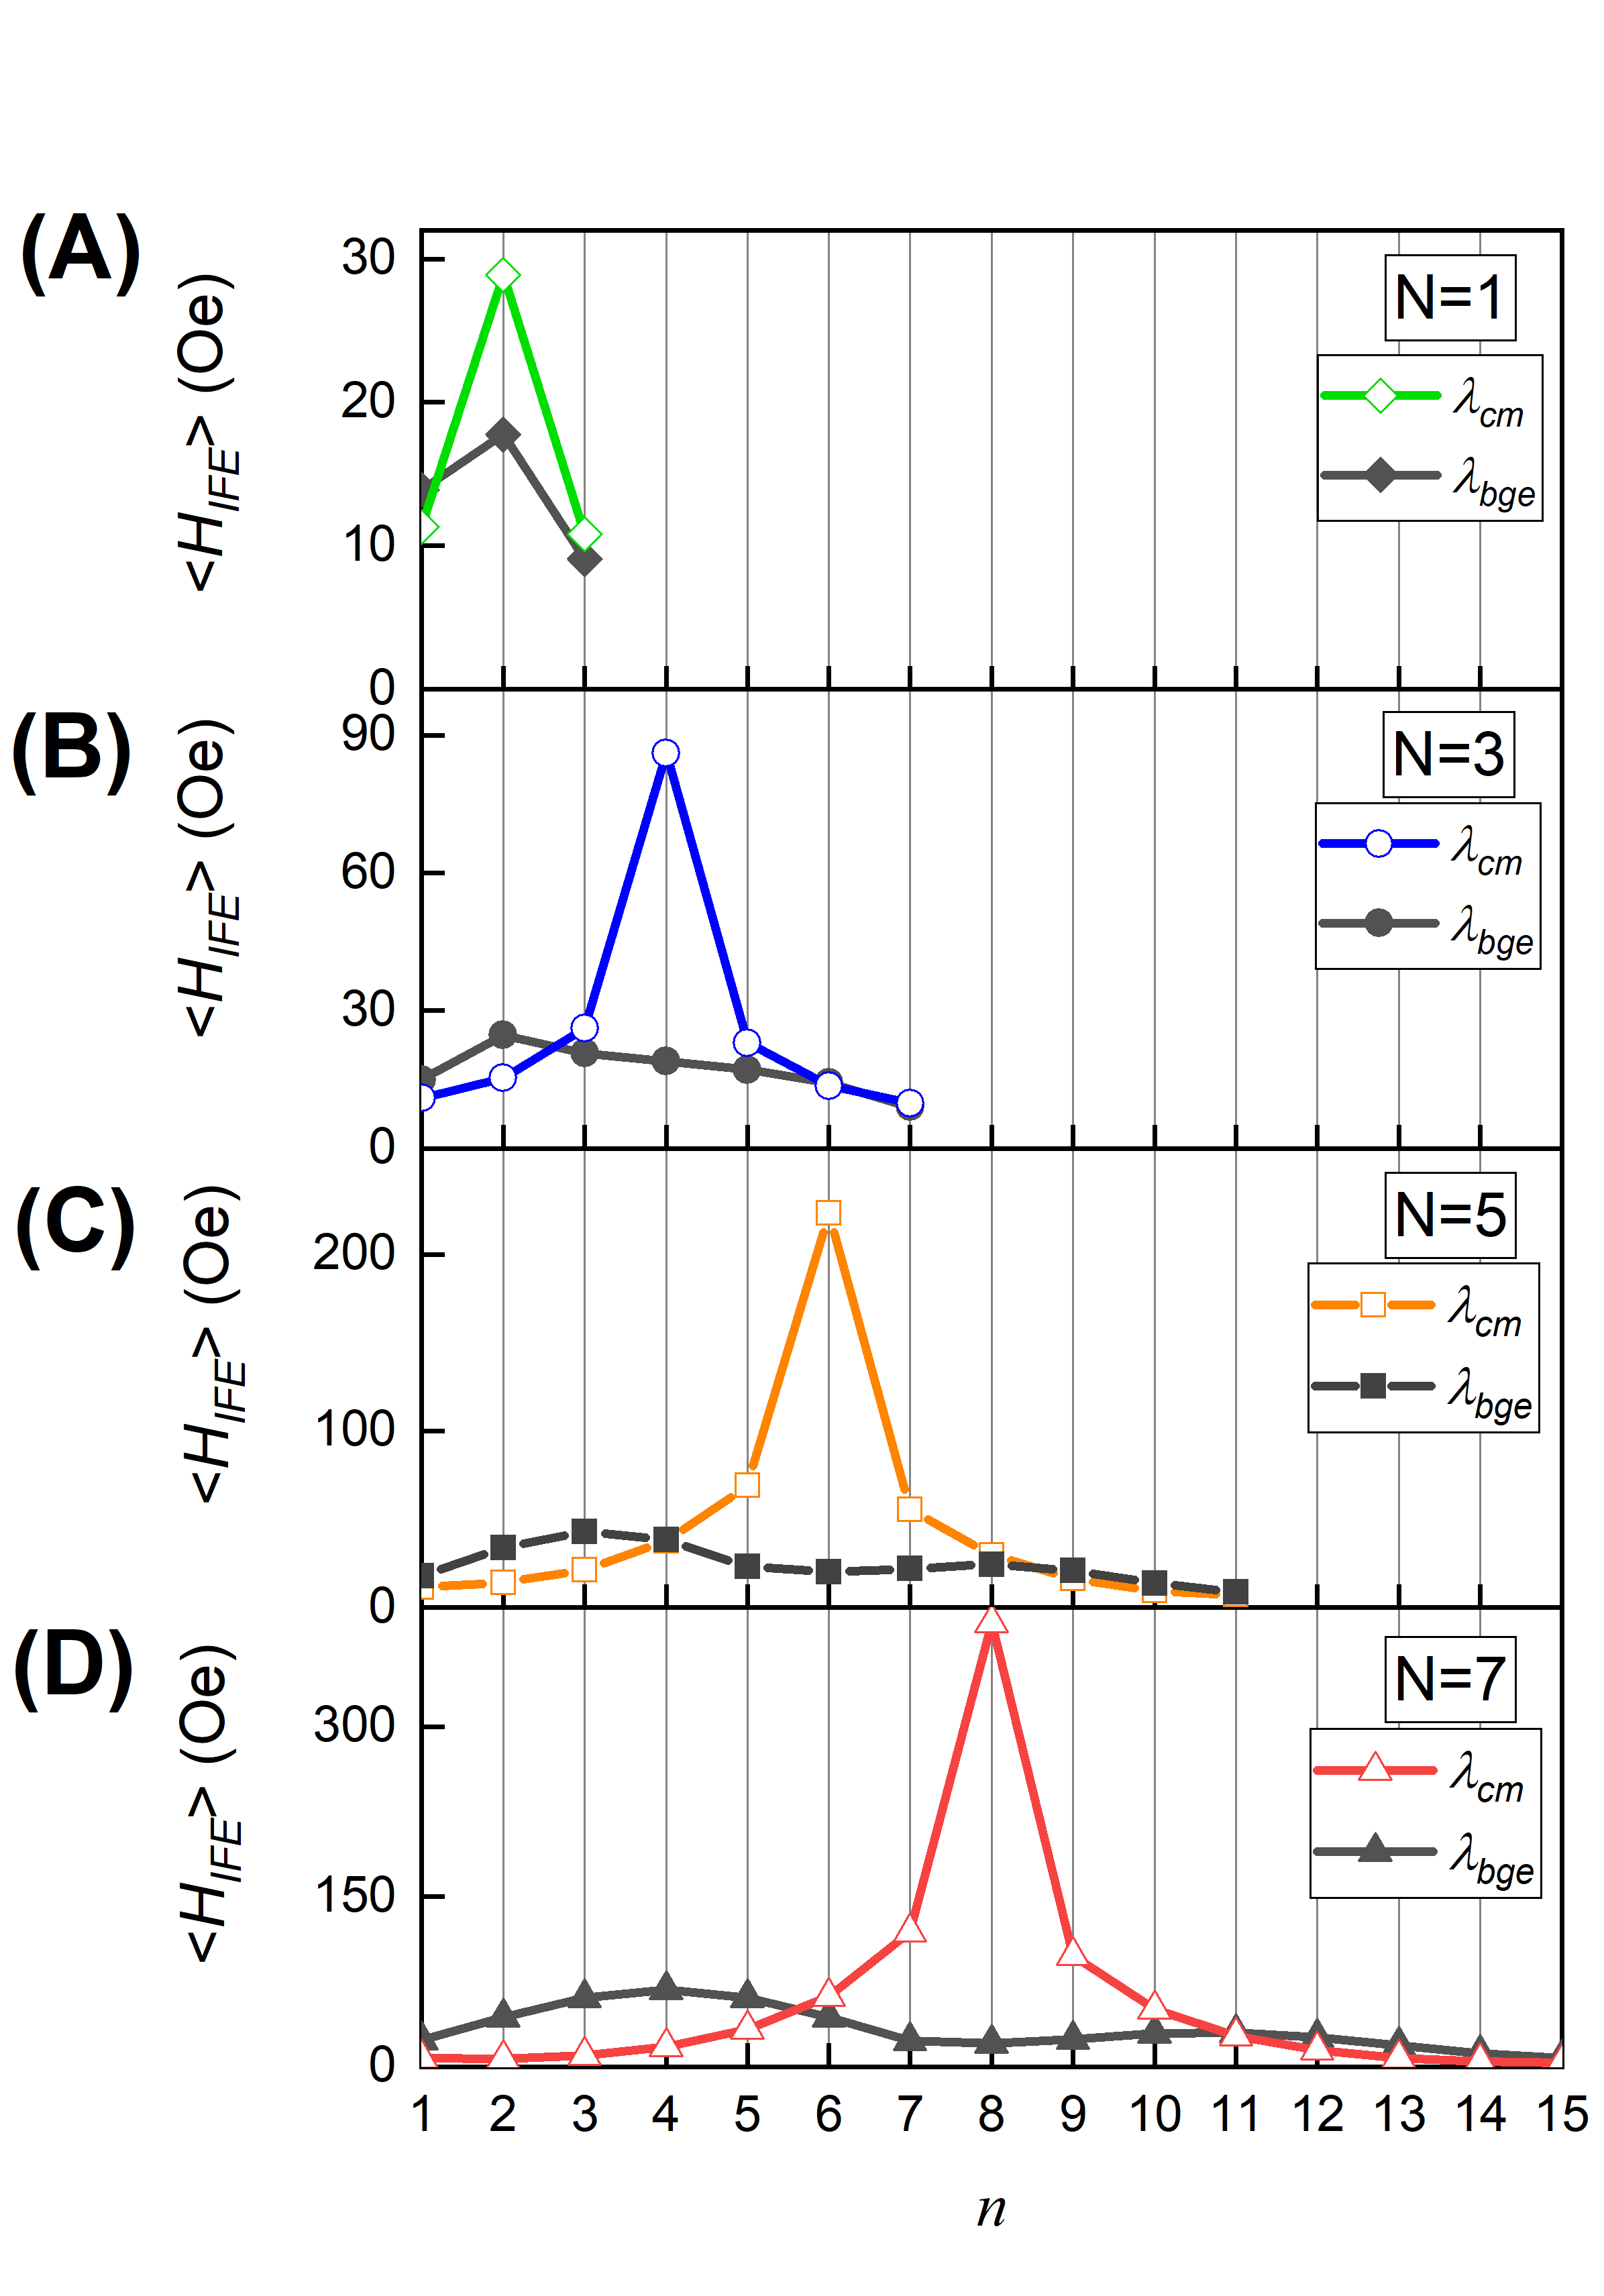 (A)
<H_IFE> (Oe)
30
20
10
0
N=1
λ_cm
λ_bge
(B)
<H_IFE> (Oe)
90
60
30
0
N=3
λ_cm
λ_bge
(C)
<H_IFE> (Oe)
200
100
0
N=5
λ_cm
λ_bge
(D)
<H_IFE> (Oe)
300
150
0
N=7
λ_cm
λ_bge
1 2 3 4 5 6 7 8 9 10 11 12 13 14 15
n